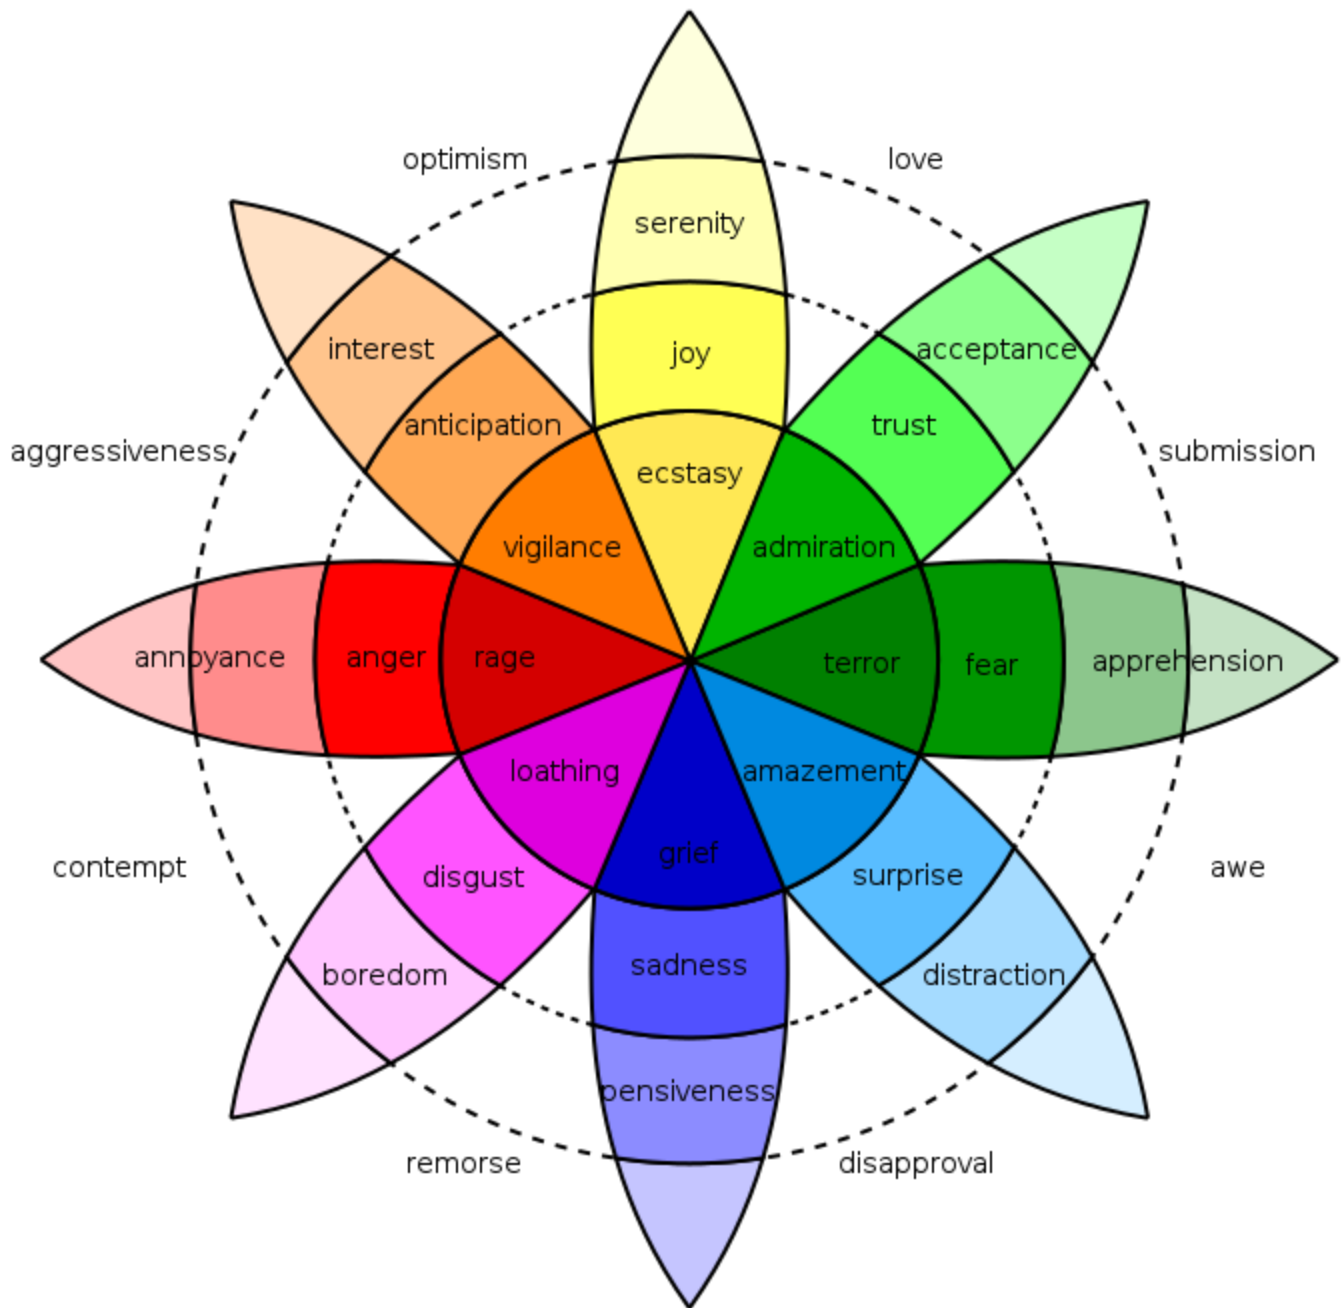 optimism
love
serenity
interest
joy
acceptance
anticipation
trust
aggressiveness
submission
ecstasy
vigilance
admiration
annoyance
anger
rage
terror
fear
apprehension
loathing
amazement
grief
contempt
awe
disgust
surprise
sadness
boredom
distraction
pensiveness
remorse
disapproval